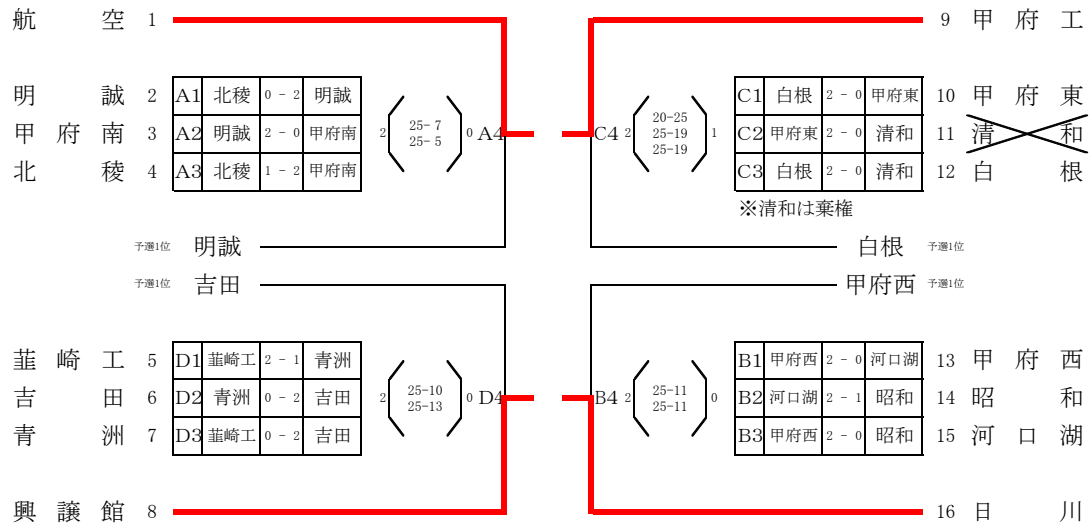 航空 1
9 甲府工
明誠 2 A1 北稜 0 - 2 明誠
甲府南 3 A2 明誠 2 - 0 甲府南
北稜 4 A3 北稜 1 - 2 甲府南
2 25- 7 0 A4
25- 5
C4 2 20-25 1
25-19
25-19
C1 白根 2 - 0 甲府東 10 甲府東
C2 甲府東 2 - 0 清和 11 清和
C3 白根 2 - 0 清和 12 白根
※清和は棄権
予選1位 明誠
白根 予選1位
予選1位 吉田
甲府西 予選1位
韮崎工 5 D1 韮崎工 2 - 1 青洲
吉田 6 D2 青洲 0 - 2 吉田
青洲 7 D3 韮崎工 0 - 2 吉田
2 25-10 0 D4
25-13
B4 2 25-11 0
25-11
B1 甲府西 2 - 0 河口湖 13 甲府西
B2 河口湖 2 - 1 昭和 14 昭和
B3 甲府西 2 - 0 昭和 15 河口湖
興譲館 8
16 日川